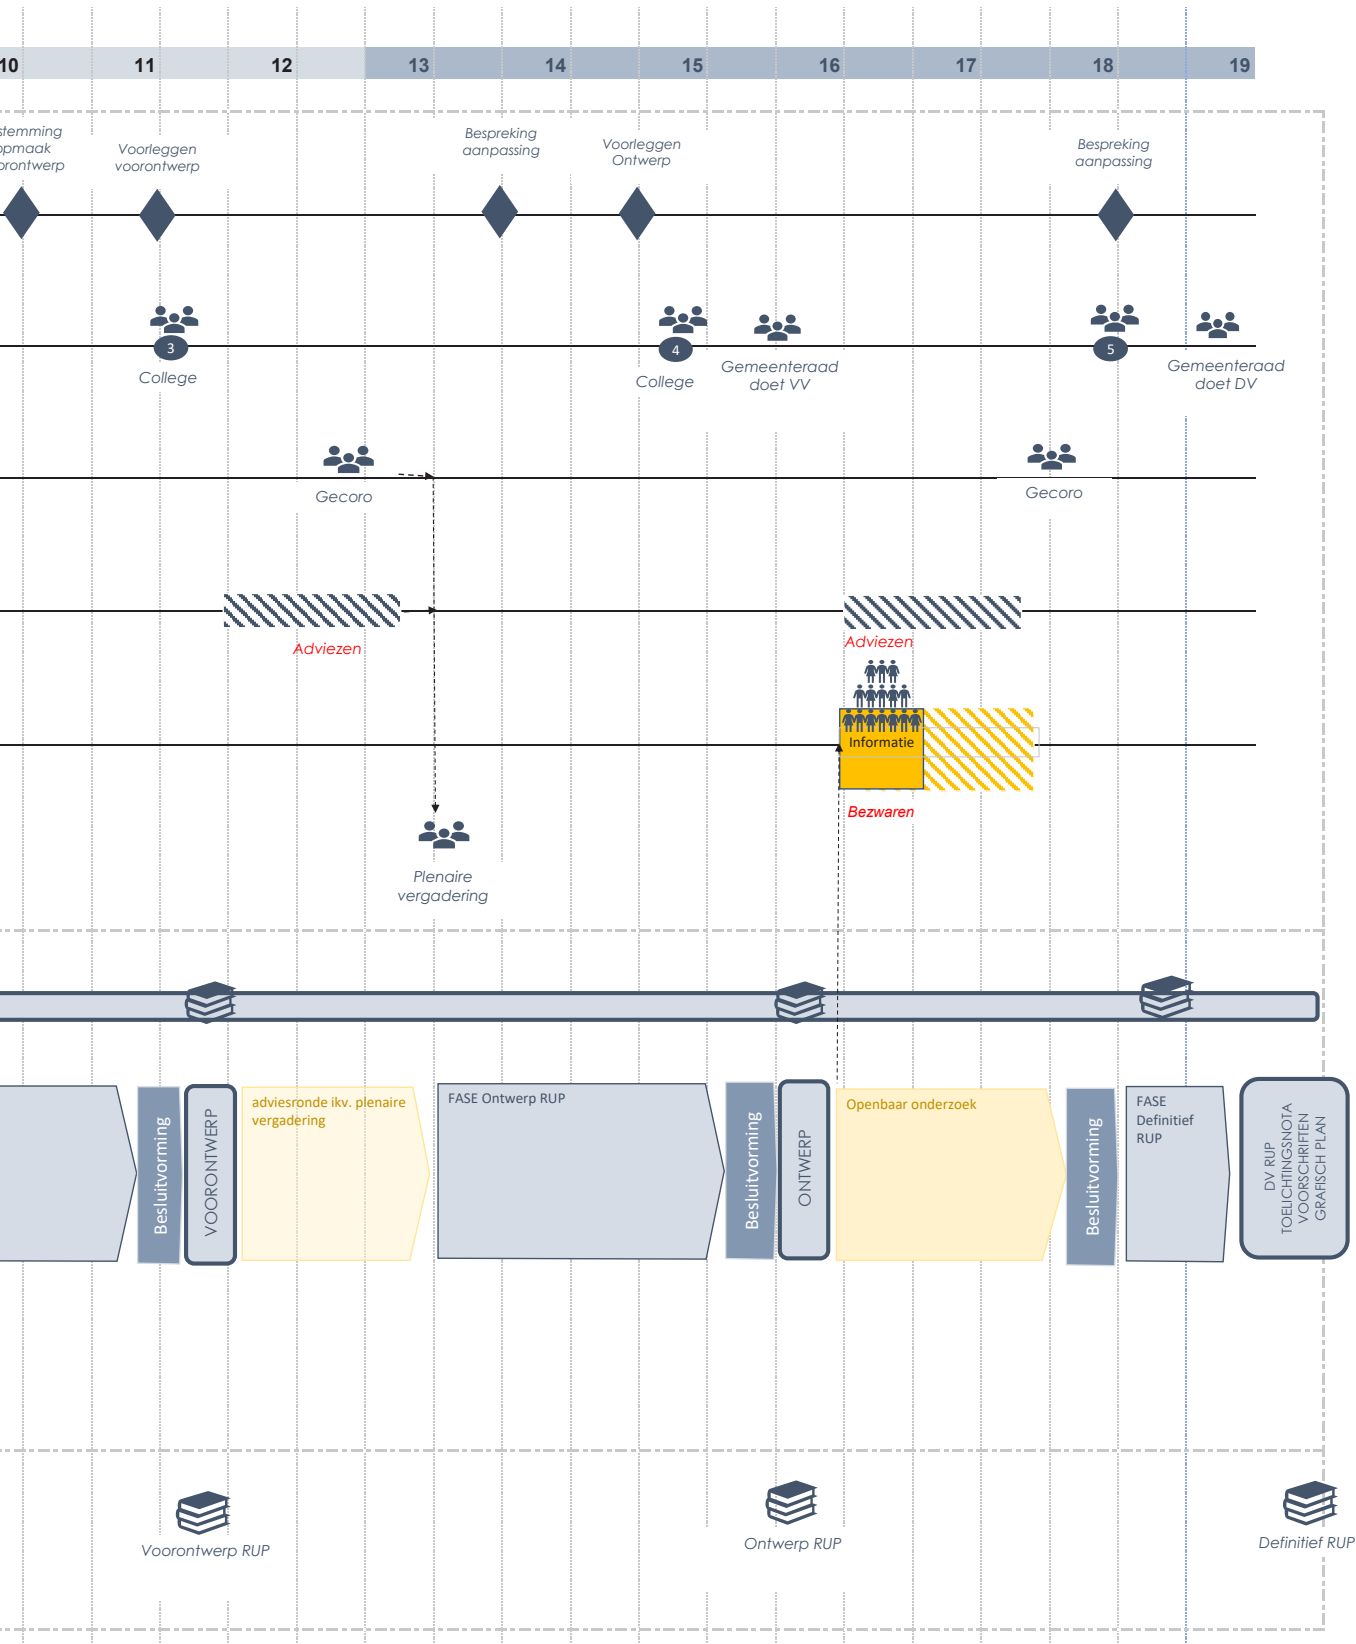 10 11 12 13 14 15 16 17 18 19
stemming
opmaak
orontwerp
Voorleggen
voorontwerp
Bespreking
aanpassing
Voorleggen
Ontwerp
Bespreking
aanpassing
3
College
4
College
Gemeenteraad
doet VV
5
Gemeenteraad
doet DV
Gecoro
Gecoro
Adviezen
Adviezen
Informatie
Bezwaren
Plenaire
vergadering
Besluitvorming
VOORONTWERP
adviesronde ikv. plenaire
vergadering
FASE Ontwerp RUP
Besluitvorming
ONTWERP
Openbaar onderzoek
Besluitvorming
FASE
Definitief
RUP
DV RUP
TOELICHTINGSNOTA
VOORSCHRIFTEN
GRAFISCH PLAN
Voorontwerp RUP
Ontwerp RUP
Definitief RUP